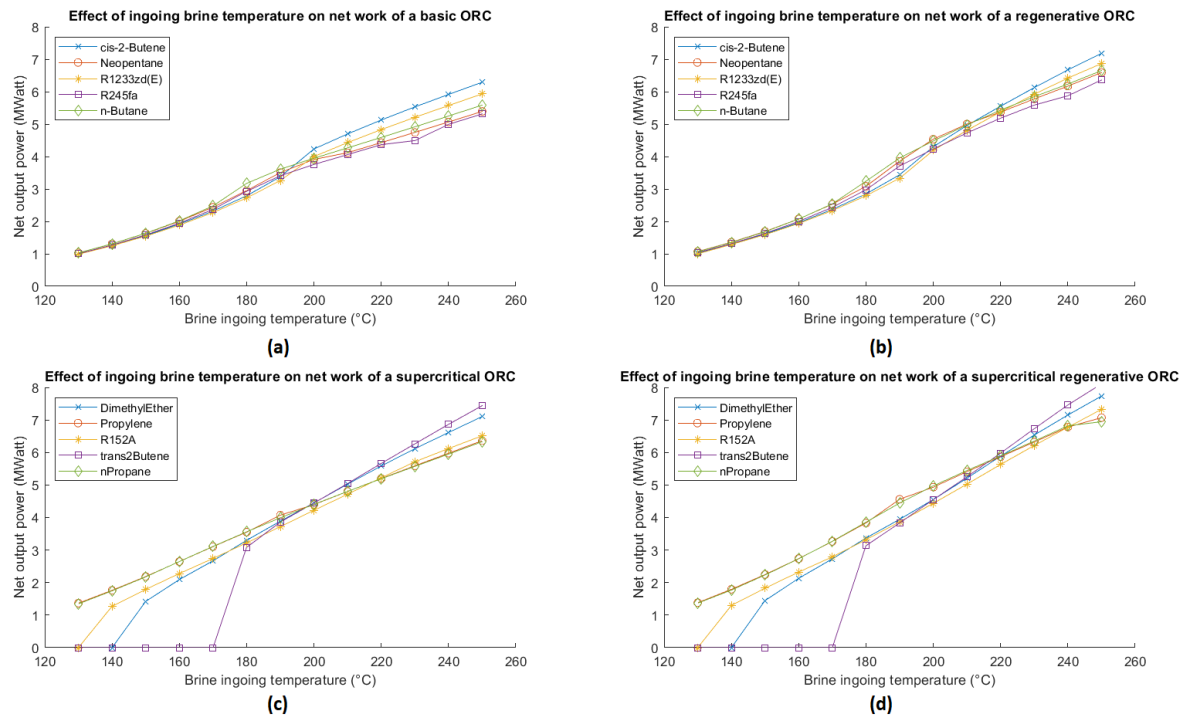 Effect of ingoing brine temperature on net work of a basic ORC
cis-2-Butene
Neopentane
R1233zd(E)
R245fa
n-Butane
Net output power (MWatt)
8
7
6
5
4
3
2
1
0
120 140 160 180 200 220 240 260
Brine ingoing temperature (°C)
(a)
Effect of ingoing brine temperature on net work of a regenerative ORC
cis-2-Butene
Neopentane
R1233zd(E)
R245fa
n-Butane
Net output power (MWatt)
8
7
6
5
4
3
2
1
0
120 140 160 180 200 220 240 260
Brine ingoing temperature (°C)
(b)
Effect of ingoing brine temperature on net work of a supercritical ORC
DimethylEther
Propylene
R152A
trans2Butene
nPropane
Net output power (MWatt)
8
7
6
5
4
3
2
1
0
120 140 160 180 200 220 240 260
Brine ingoing temperature (°C)
(c)
Effect of ingoing brine temperature on net work of a supercritical regenerative ORC
DimethylEther
Propylene
R152A
trans2Butene
nPropane
Net output power (MWatt)
8
7
6
5
4
3
2
1
0
120 140 160 180 200 220 240 260
Brine ingoing temperature (°C)
(d)